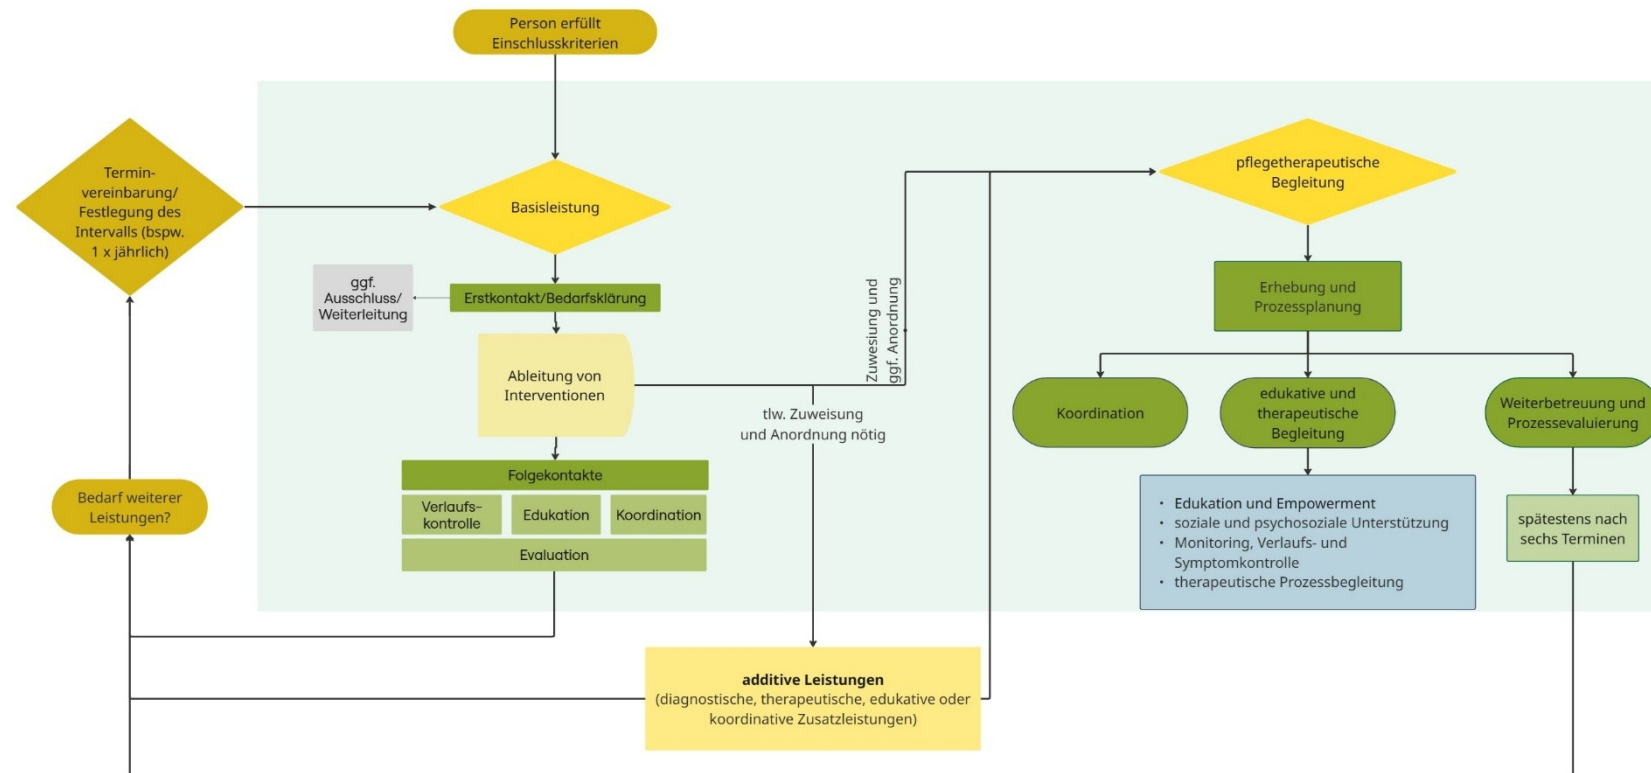 Person erfüllt
Einschlusskriterien
Termin-
vereinbarung/
Festlegung des
Intervalls (bspw.
1 x jährlich)
Basisleistung
pflegetherapeutische
Begleitung
ggf.
Ausschluss/
Weiterleitung
Erstkontakt/Bedarfsklärung
Zuwesiung und
ggf. Anordnung
Erhebung und
Prozessplanung
Ableitung von
Interventionen
tlw. Zuweisung
und Anordnung nötig
Koordination
edukative und
therapeutische
Begleitung
Weiterbetreuung und
Prozessevaluierung
Folgekontakte
Verlaufs-
kontrolle
Edukation
Koordination
Evaluation
Bedarf weiterer
Leistungen?
• Edukation und Empowerment
• soziale und psychosoziale Unterstützung
• Monitoring, Verlaufs- und
Symptomkontrolle
• therapeutische Prozessbegleitung
spätestens nach
sechs Terminen
additive Leistungen
(diagnostische, therapeutische, edukative oder
koordinative Zusatzleistungen)